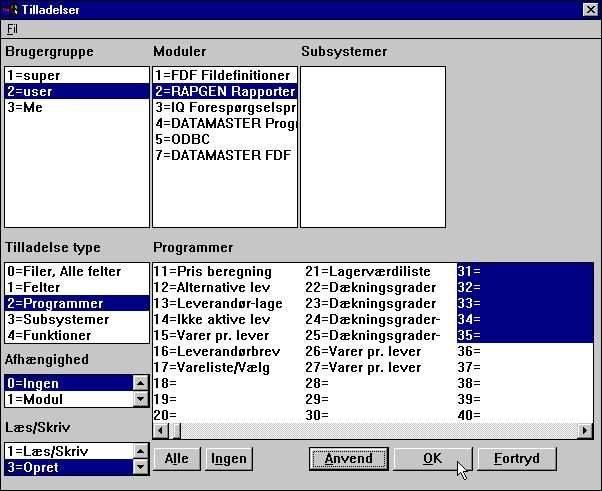 Tilladelser
Fil
Brugergruppe
Moduler
Subsystemer
1=super
2=user
3=Me
1=FDF Fildefinitioner
2=RAPGEN Rapporter
3=IQ Forespørgselspr
4=DATAMASTER Progr
5=ODBC
7=DATAMASTER FDF
Tilladelse type
0=Filer, Alle felter
1=Felter
2=Programmer
3=Subsystemer
4=Funktioner
Afhængighed
0=Ingen
1=Modul
Læs/Skriv
1=Læs/Skriv
3=Opret
Programmer
11=Pris beregning
12=Alternative lev
13=Leverandør-lage
14=Ikke aktive lev
15=Varer pr. lever
16=Leverandørbrev
17=Vareliste/Vælg
18=
19=
20=
21=Lagerværdiliste
22=Dækningsgrader
23=Dækningsgrader
24=Dækningsgrader-
25=Dækningsgrader-
26=Varer pr. lever
27=Varer pr. lever
28=
29=
30=
31=
32=
33=
34=
35=
36=
37=
38=
39=
40=
Alle
Ingen
Anvend
OK
Fortryd